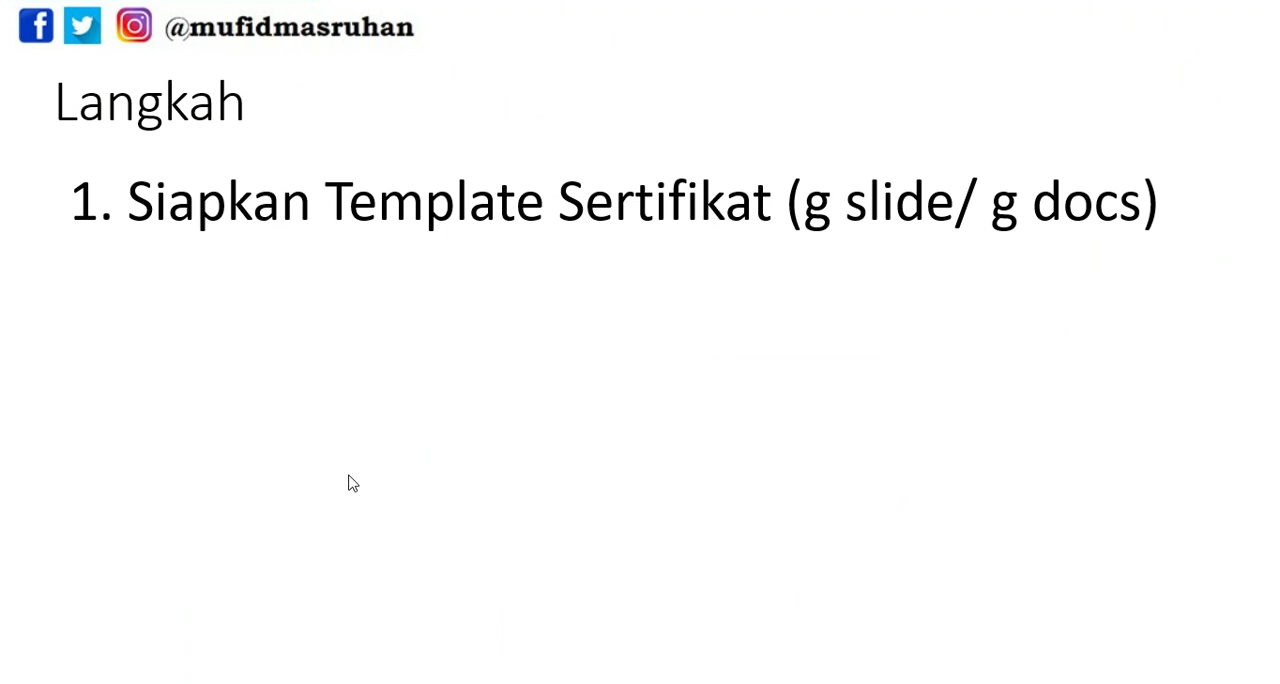 @mufidmasruhan
Langkah
1. Siapkan Template Sertifikat (g slide/ g docs)